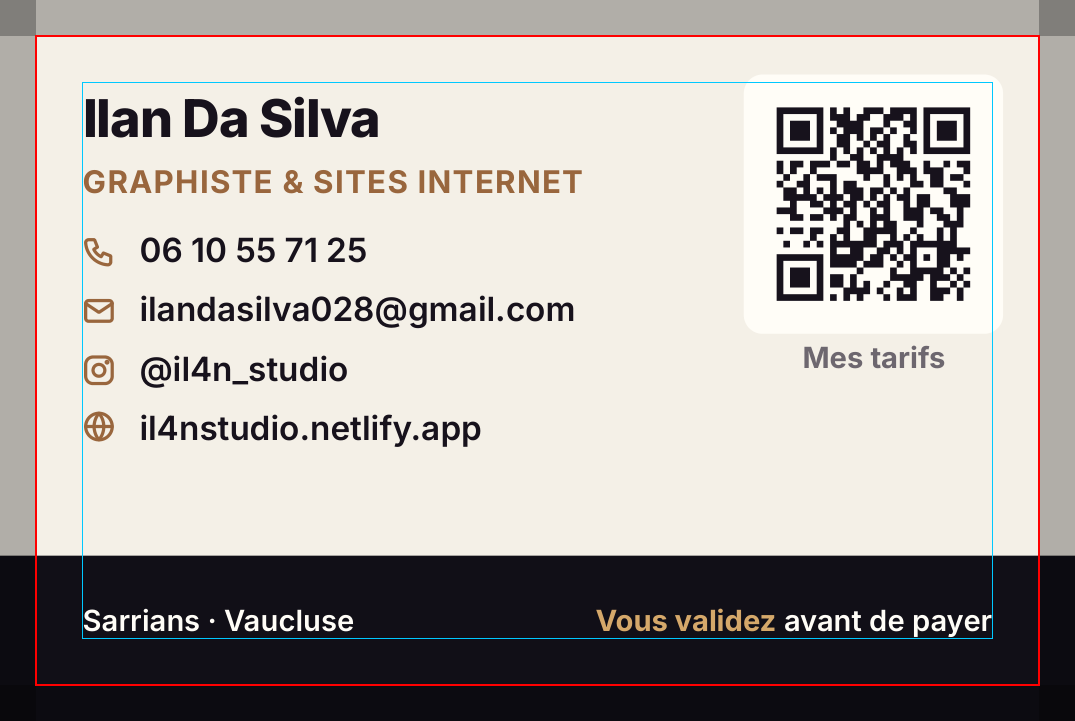 Ilan Da Silva
GRAPHISTE & SITES INTERNET
06 10 55 71 25
ilandasilva028@gmail.com
@il4n_studio
il4nstudio.netlify.app
Mes tarifs
Sarrians · Vaucluse
Vous validez avant de payer